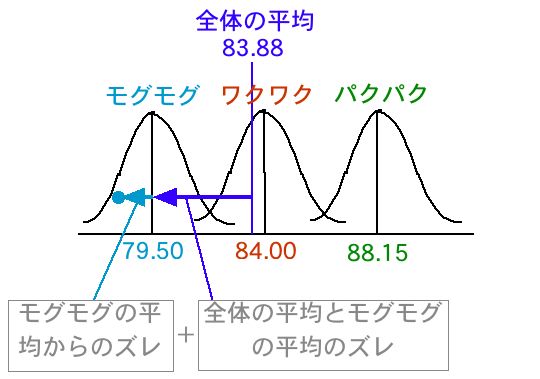 全体の平均
83.88
モグモグ ワクワク パクパク
79.50 84.00 88.15
モグモグの平
均からのズレ
+
全体の平均とモグモグ
の平均のズレ